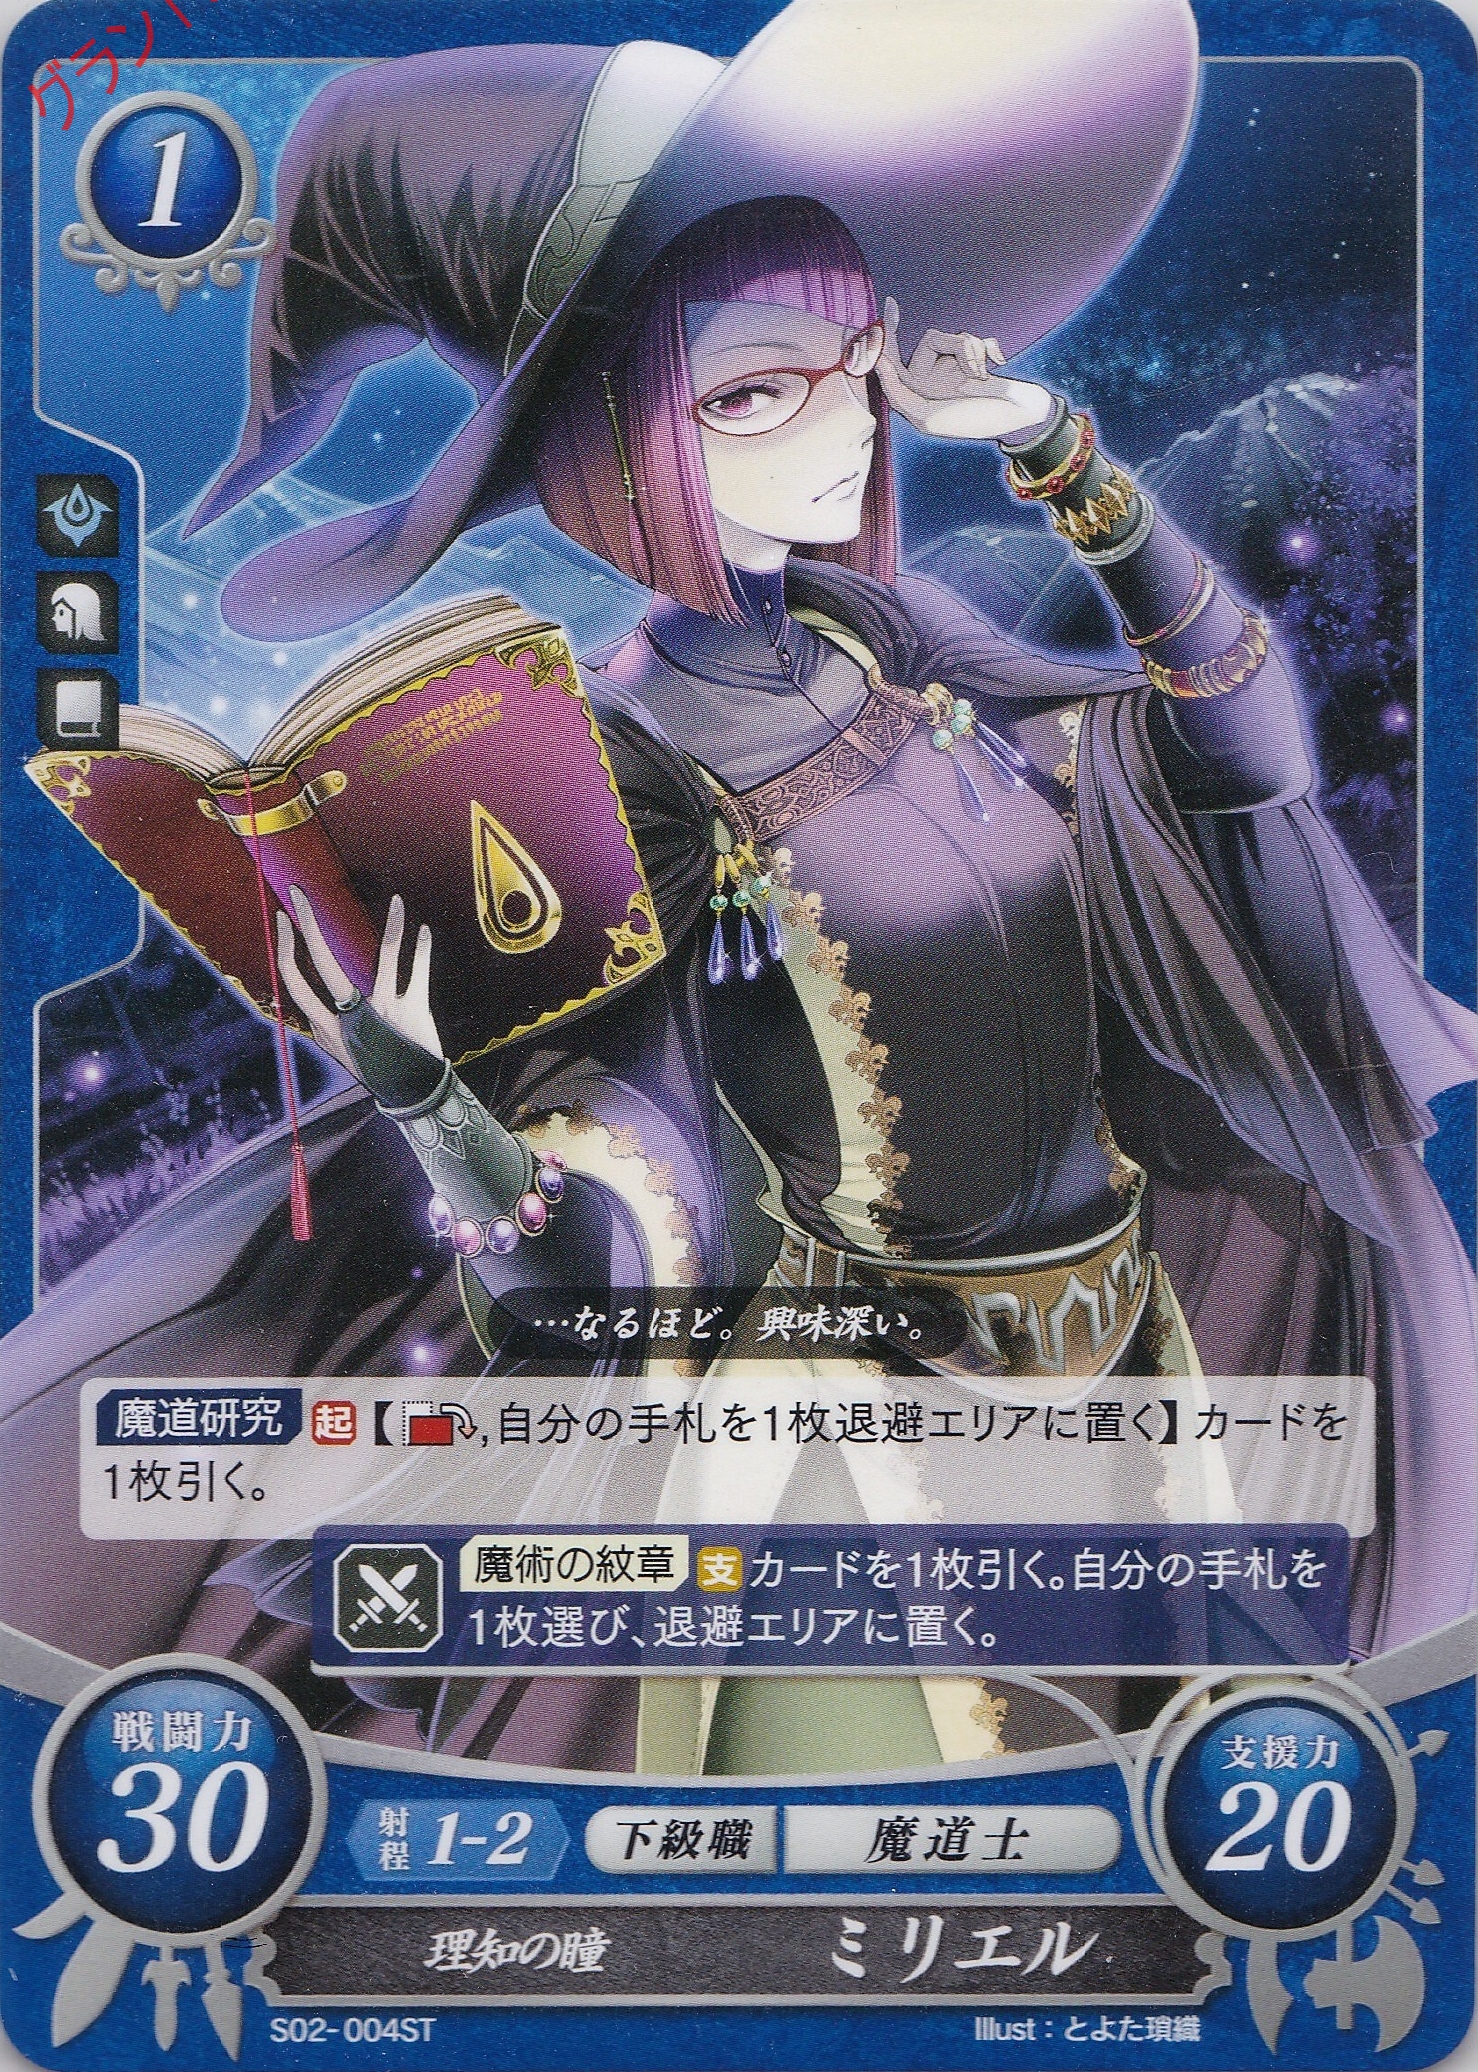 グラン
1
…なるほど。興味深い。
魔道研究 起【 ,自分の手札を1枚退避エリアに置く】カードを
1枚引く。
魔術の紋章 支 カードを1枚引く。自分の手札を
1枚選び、退避エリアに置く。
戦闘力
30
射程 1-2
下級職 魔道士
支援力
20
理知の瞳 ミリエル
S02-004ST Illust：とよた瑣織